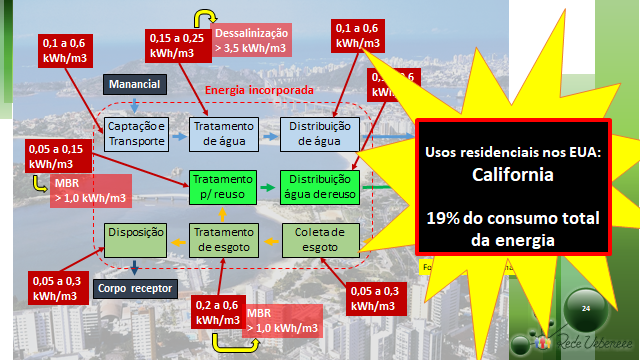 0,1 a 0,6
kWh/m3
0,15 a 0,25
kWh/m3
Dessalinização
> 3,5 kWh/m3
0,1 a 0,6
kWh/m3
Manancial
Energia incorporada
Captação e
Transporte
Tratamento
de água
Distribuição
de água
0,05 a 0,15
kWh/m3
MBR
> 1,0 kWh/m3
Tratamento
p/ reuso
Distribuição
água de reuso
Disposição
Tratamento
de esgoto
Coleta de
esgoto
0,05 a 0,3
kWh/m3
Corpo receptor
0,2 a 0,6
kWh/m3
MBR
> 1,0 kWh/m3
0,05 a 0,3
kWh/m3
Usos residenciais nos EUA:
California
19% do consumo total
da energia
24